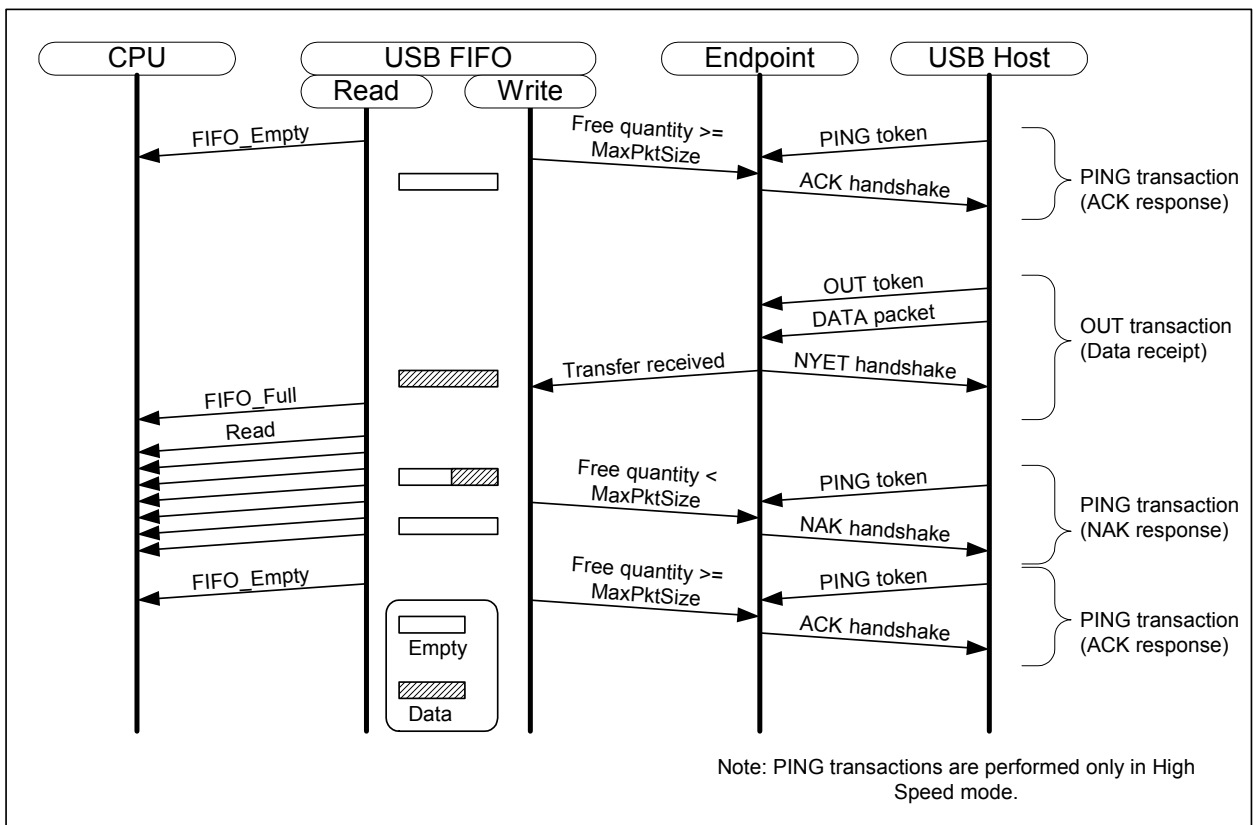 CPU
USB FIFO
Endpoint
USB Host
Read
Write
FIFO_Empty
Free quantity >=
MaxPktSize
PING token
ACK handshake
PING transaction
(ACK response)
OUT token
DATA packet
OUT transaction
(Data receipt)
Transfer received
NYET handshake
FIFO_Full
Read
Free quantity <
MaxPktSize
PING token
NAK handshake
PING transaction
(NAK response)
FIFO_Empty
Free quantity >=
MaxPktSize
PING token
ACK handshake
PING transaction
(ACK response)
Empty
Data
Note: PING transactions are performed only in High
Speed mode.